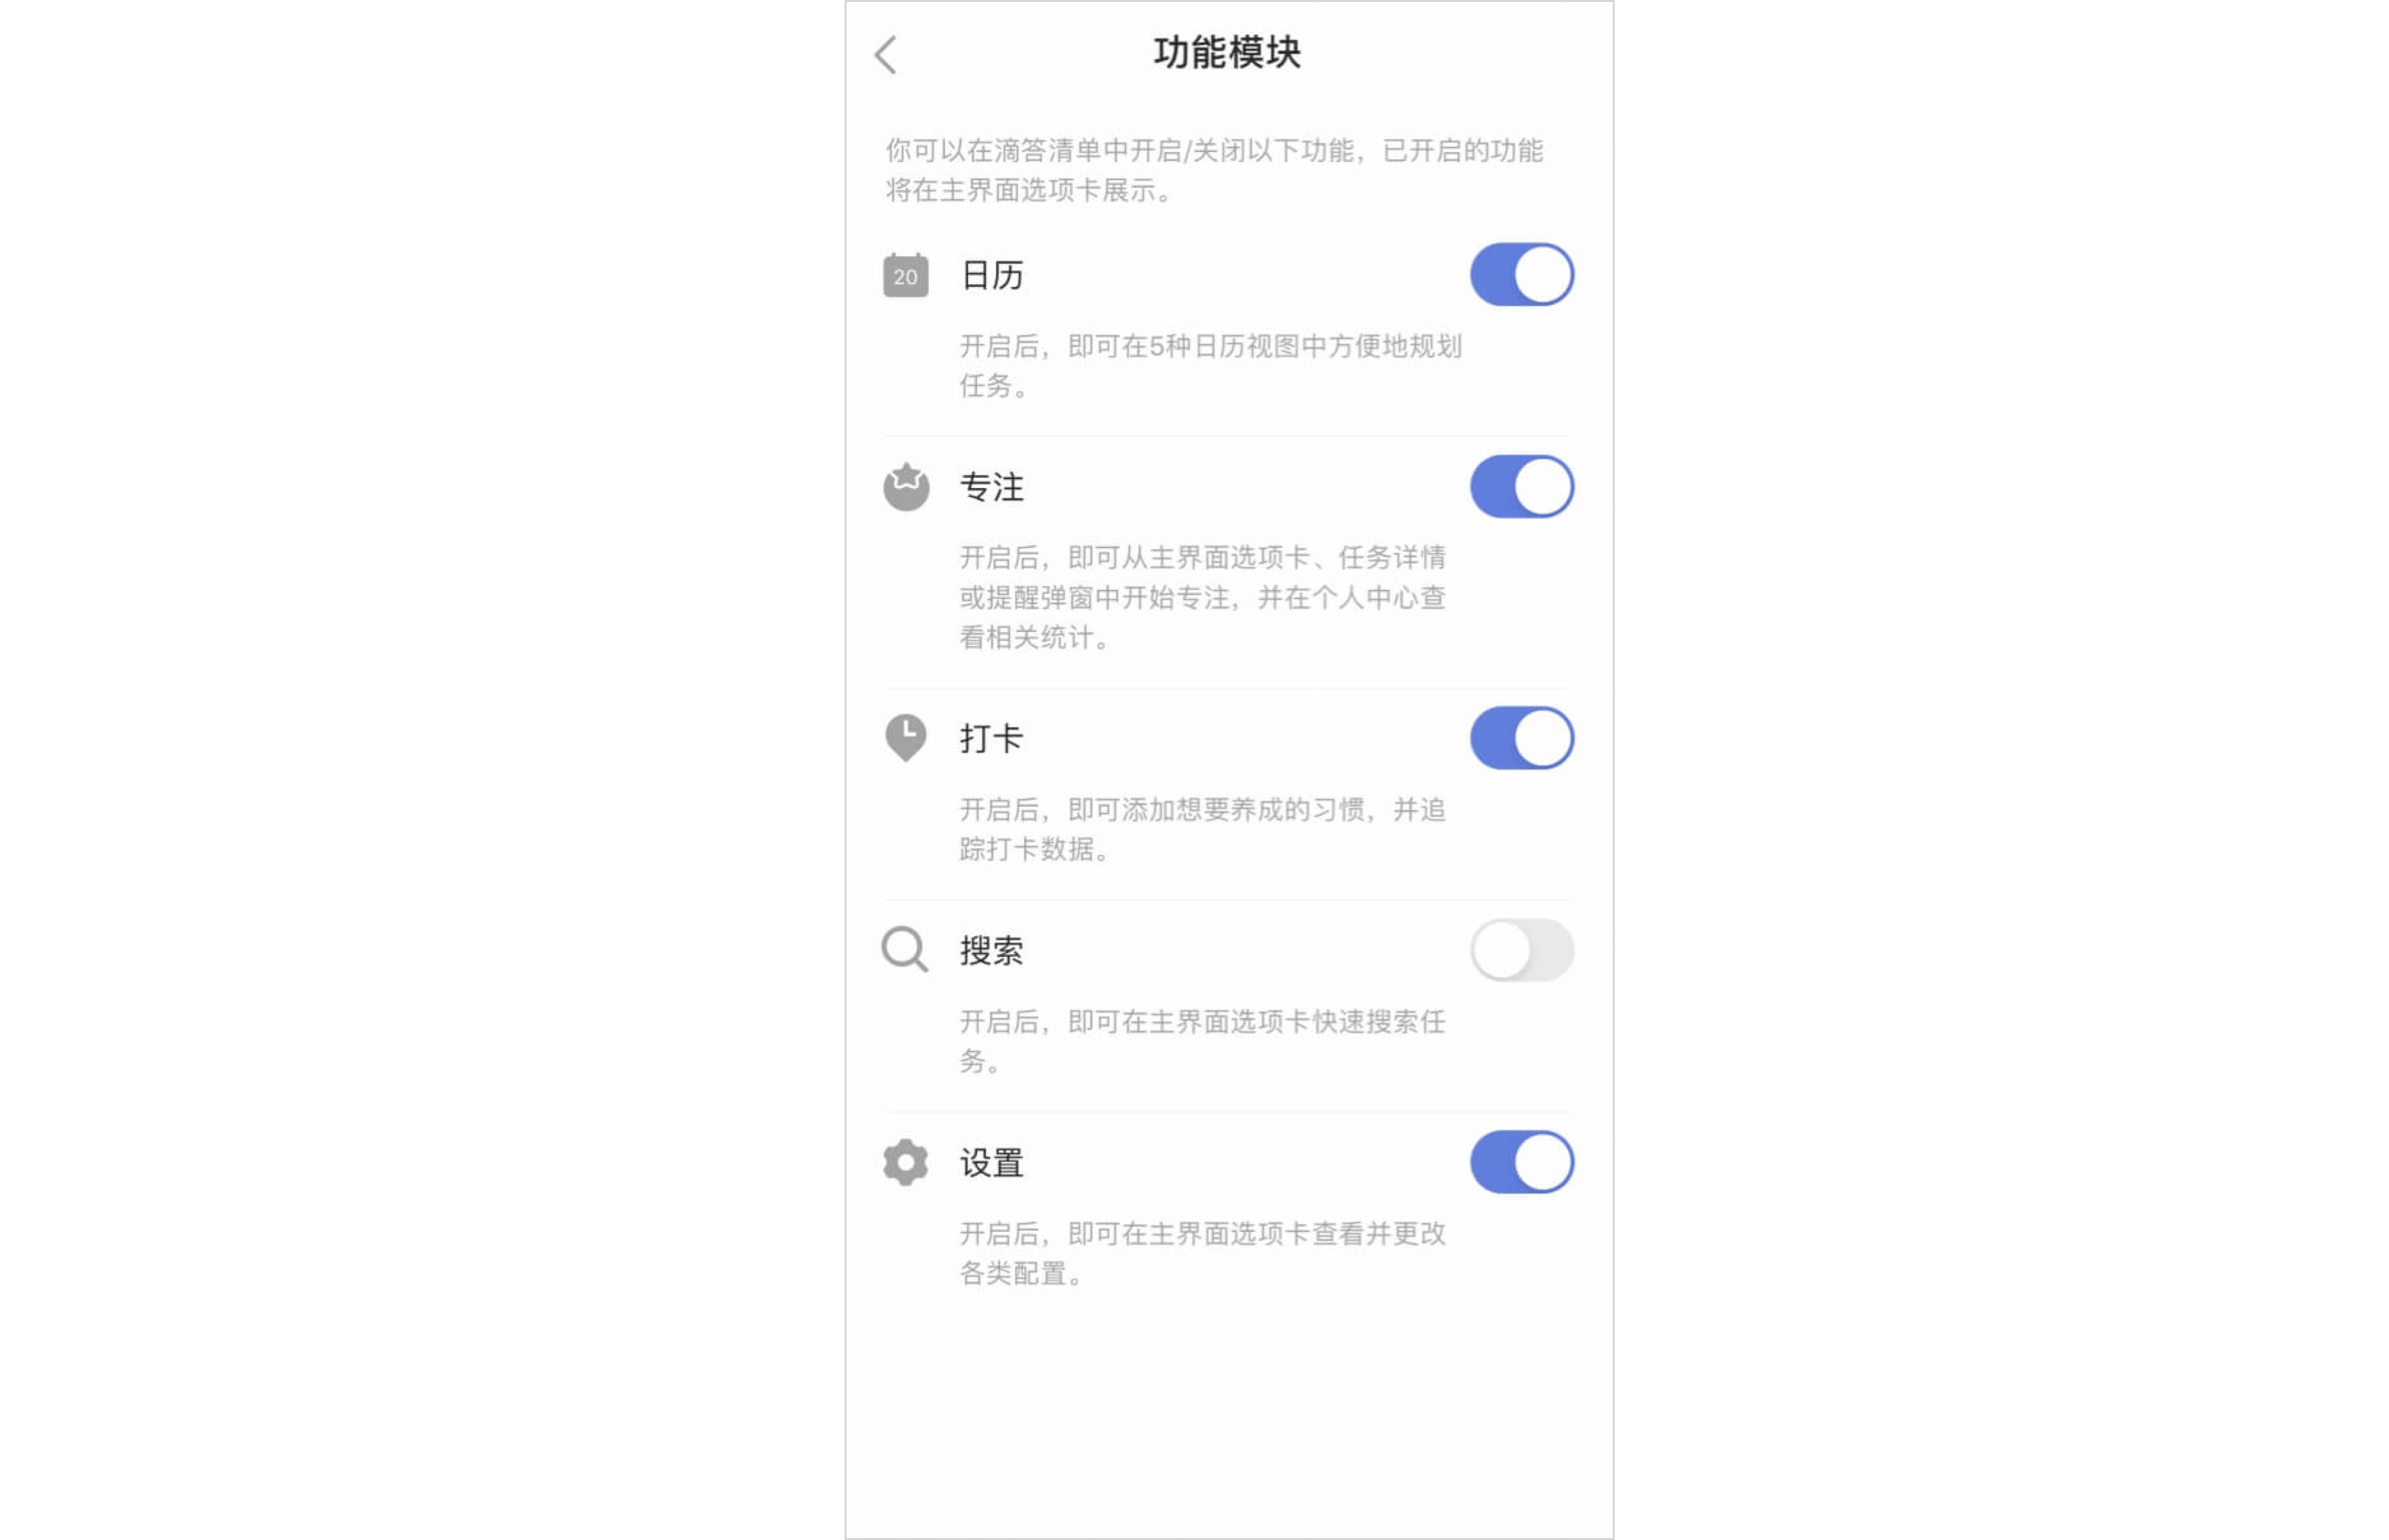 功能模块
你可以在滴答清单中开启/关闭以下功能，已开启的功能
将在主界面选项卡展示。
20
日历
开启后，即可在5种日历视图中方便地规划
任务。
专注
开启后，即可从主界面选项卡、任务详情
或提醒弹窗中开始专注，并在个人中心查
看相关统计。
打卡
开启后，即可添加想要养成的习惯，并追
踪打卡数据。
搜索
开启后，即可在主界面选项卡快速搜索任
务。
设置
开启后，即可在主界面选项卡查看并更改
各类配置。